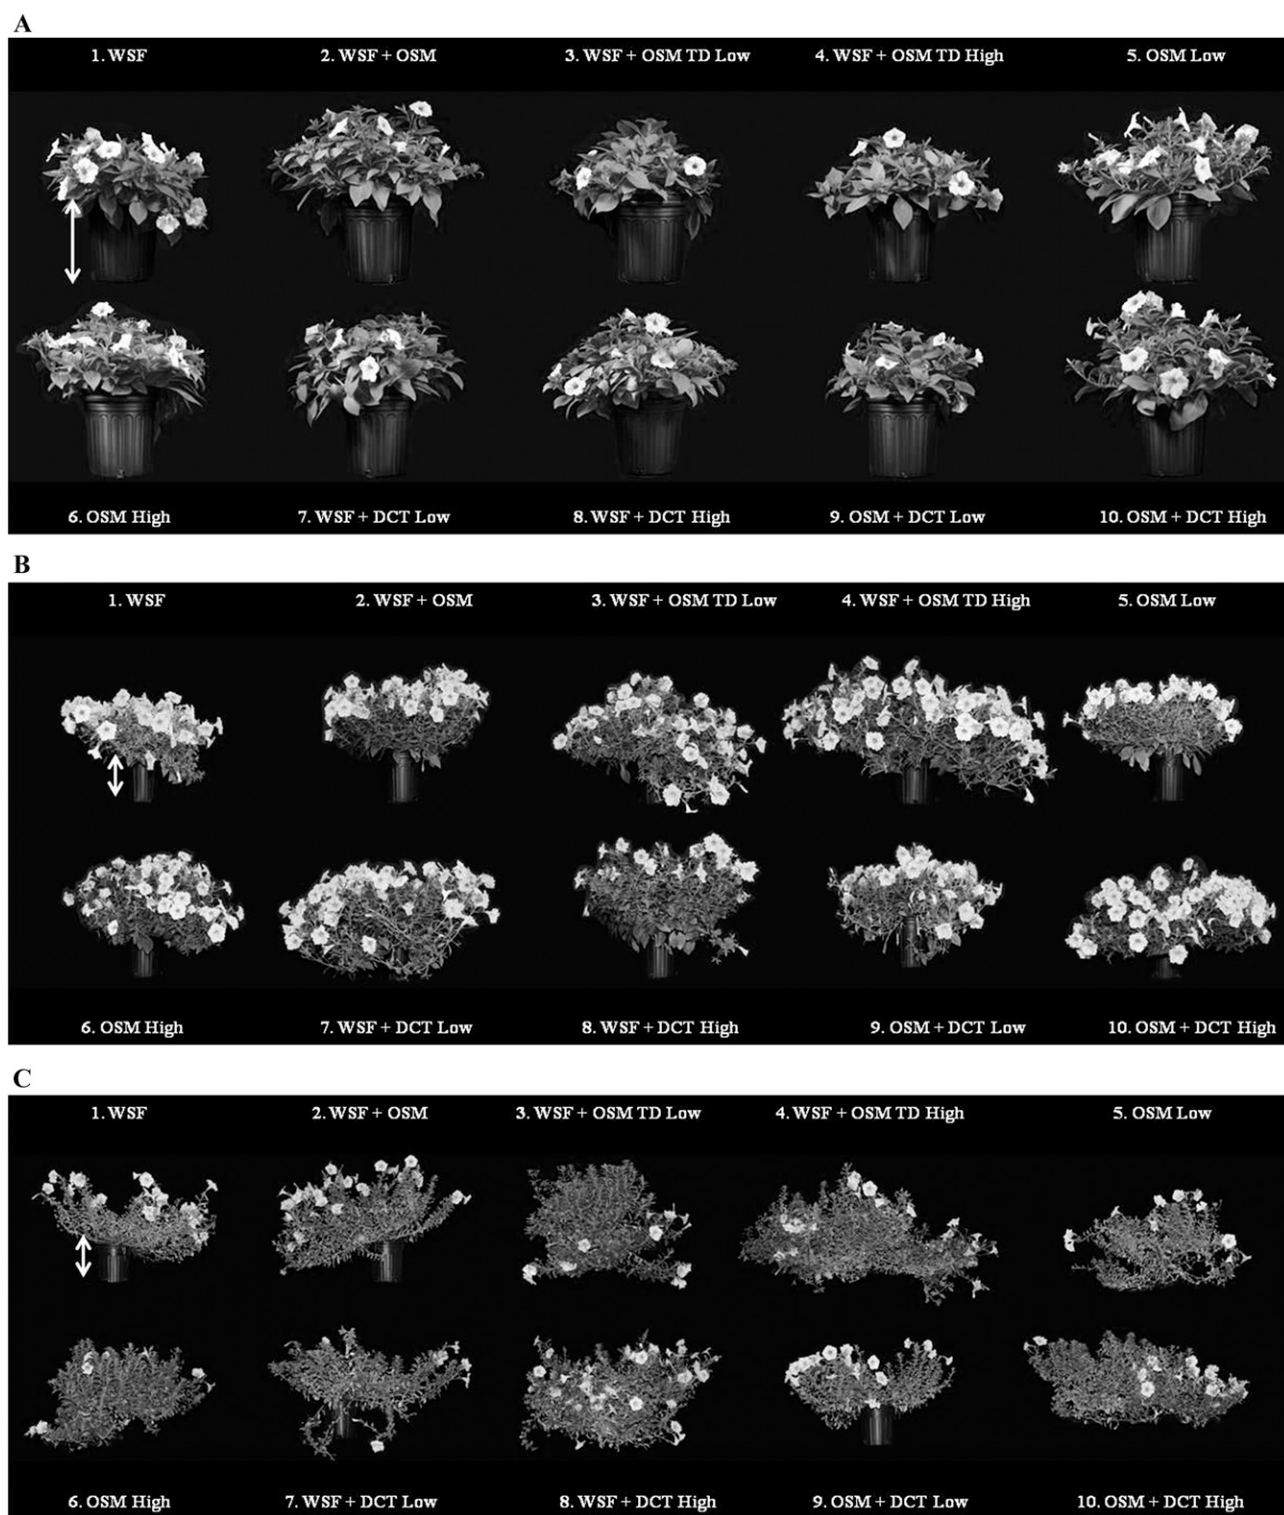 A
1. WSF 2. WSF + OSM 3. WSF + OSM TD Low 4. WSF + OSM TD High 5. OSM Low
6. OSM High 7. WSF + DCT Low 8. WSF + DCT High 9. OSM + DCT Low 10. OSM + DCT High
B
1. WSF 2. WSF + OSM 3. WSF + OSM TD Low 4. WSF + OSM TD High 5. OSM Low
6. OSM High 7. WSF + DCT Low 8. WSF + DCT High 9. OSM + DCT Low 10. OSM + DCT High
C
1. WSF 2. WSF + OSM 3. WSF + OSM TD Low 4. WSF + OSM TD High 5. OSM Low
6. OSM High 7. WSF + DCT Low 8. WSF + DCT High 9. OSM + DCT Low 10. OSM + DCT High